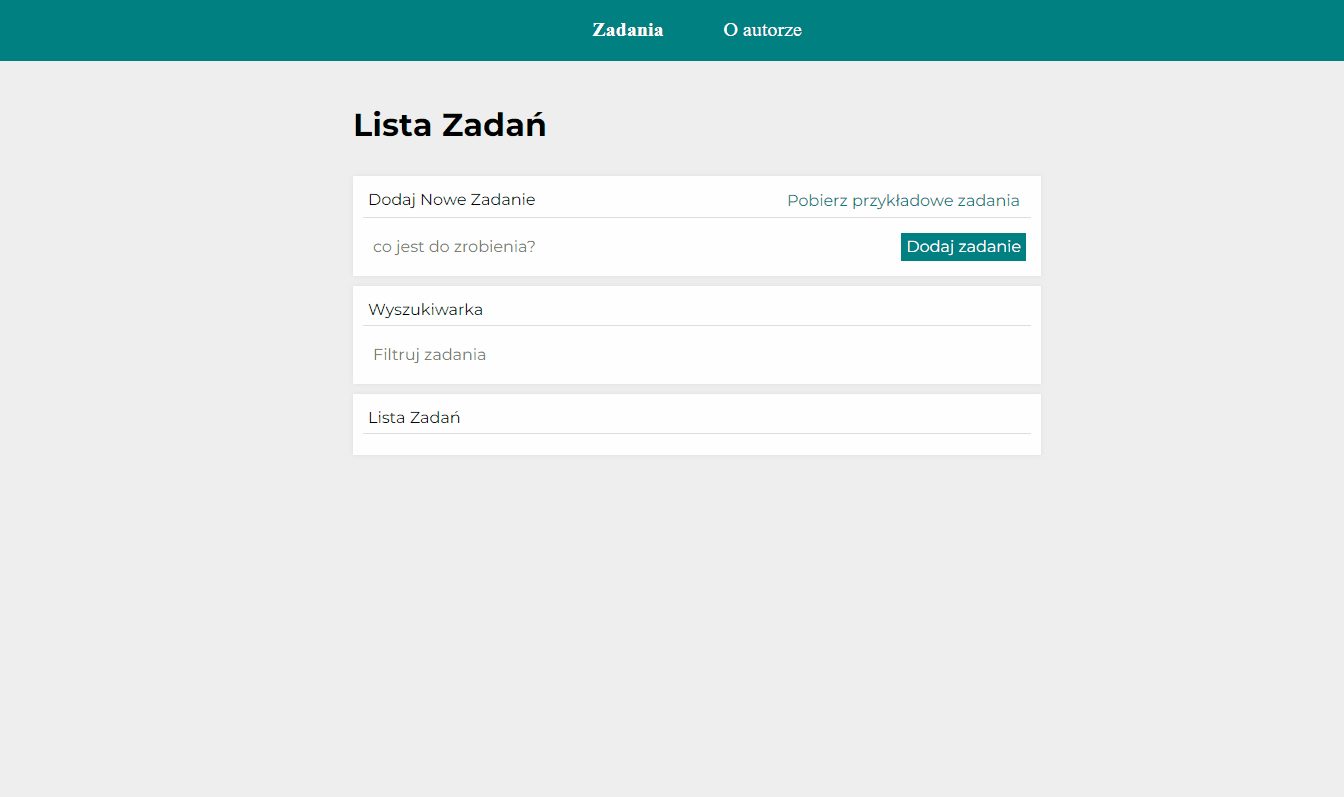 Zadania O autorze
Lista Zadań
Dodaj Nowe Zadanie Pobierz przykładowe zadania
co jest do zrobienia? Dodaj zadanie
Wyszukiwarka
Filtruj zadania
Lista Zadań